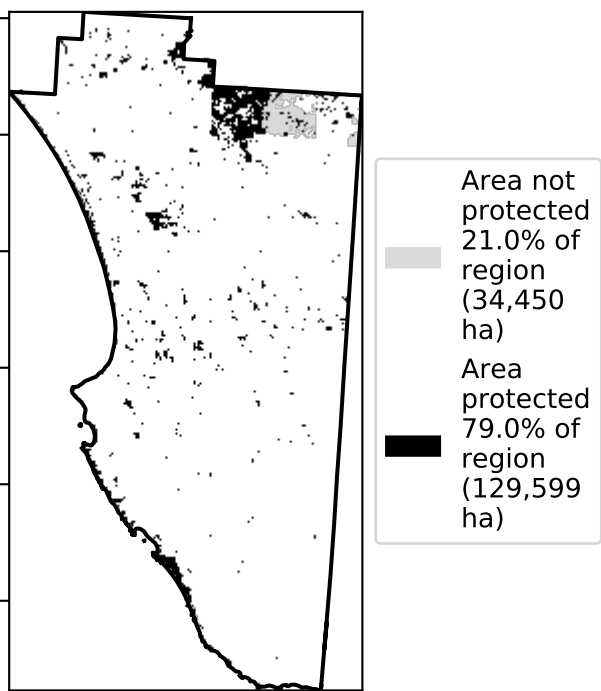 Area not
protected
21.0% of
region
(34,450
ha)
Area
protected
79.0% of
region
(129,599
ha)